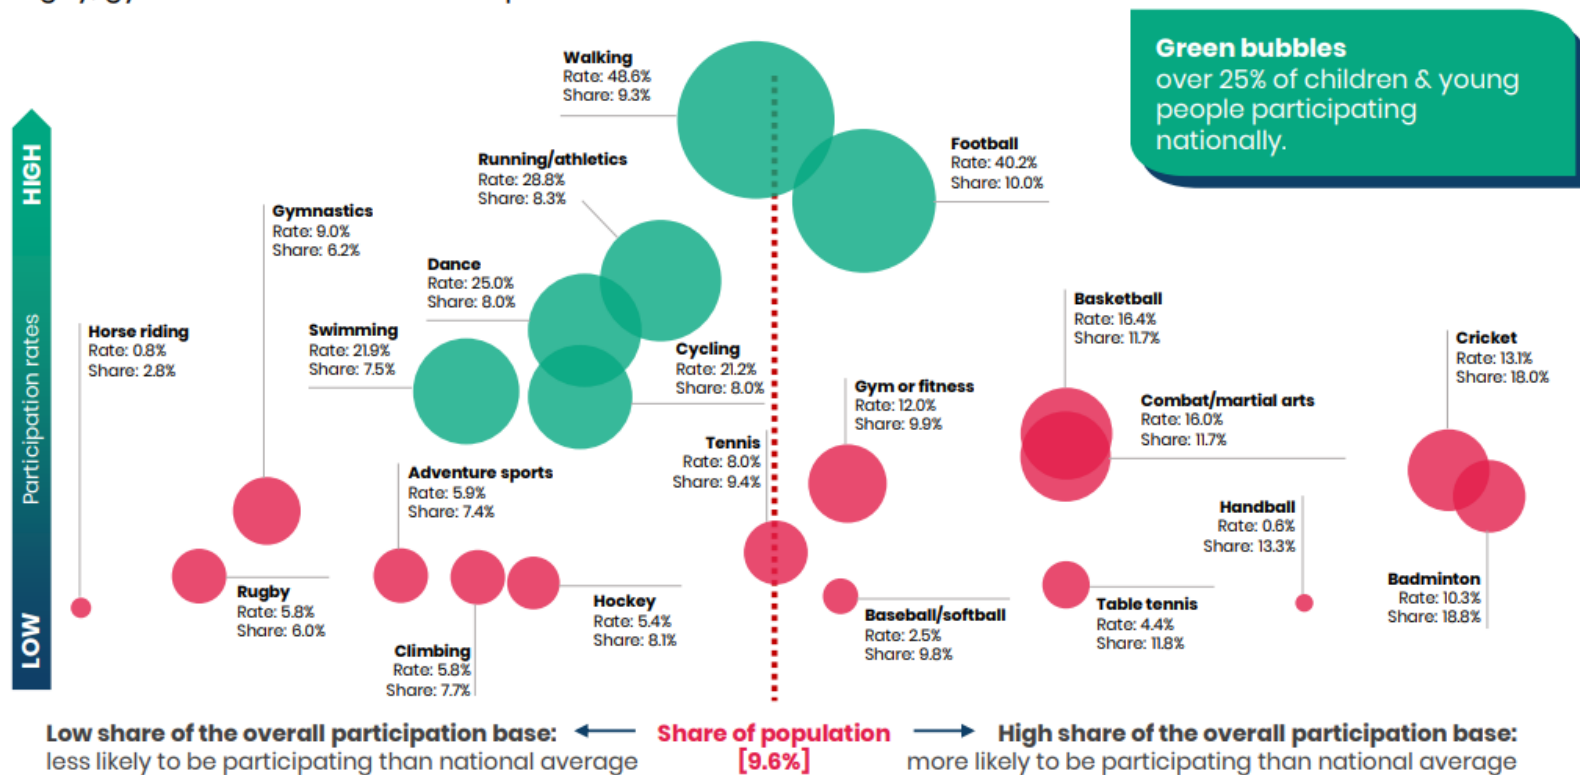 Walking
Rate: 48.6%
Share: 9.3%
Green bubbles
over 25% of children & young
people participating
nationally.
Football
Rate: 40.2%
Share: 10.0%
Running/athletics
Rate: 28.8%
Share: 8.3%
Gymnastics
Rate: 9.0%
Share: 6.2%
Dance
Rate: 25.0%
Share: 8.0%
Horse riding
Rate: 0.8%
Share: 2.8%
Swimming
Rate: 21.9%
Share: 7.5%
Cycling
Rate: 21.2%
Share: 8.0%
Basketball
Rate: 16.4%
Share: 11.7%
Cricket
Rate: 13.1%
Share: 18.0%
Gym or fitness
Rate: 12.0%
Share: 9.9%
Combat/martial arts
Rate: 16.0%
Share: 11.7%
Tennis
Rate: 8.0%
Share: 9.4%
Adventure sports
Rate: 5.9%
Share: 7.4%
Handball
Rate: 0.6%
Share: 13.3%
Rugby
Rate: 5.8%
Share: 6.0%
Climbing
Rate: 5.8%
Share: 7.7%
Hockey
Rate: 5.4%
Share: 8.1%
Baseball/softball
Rate: 2.5%
Share: 9.8%
Table tennis
Rate: 4.4%
Share: 11.8%
Badminton
Rate: 10.3%
Share: 18.8%
HIGH
Participation rates
LOW
Low share of the overall participation base:
less likely to be participating than national average
Share of population
[9.6%]
High share of the overall participation base:
more likely to be participating than national average